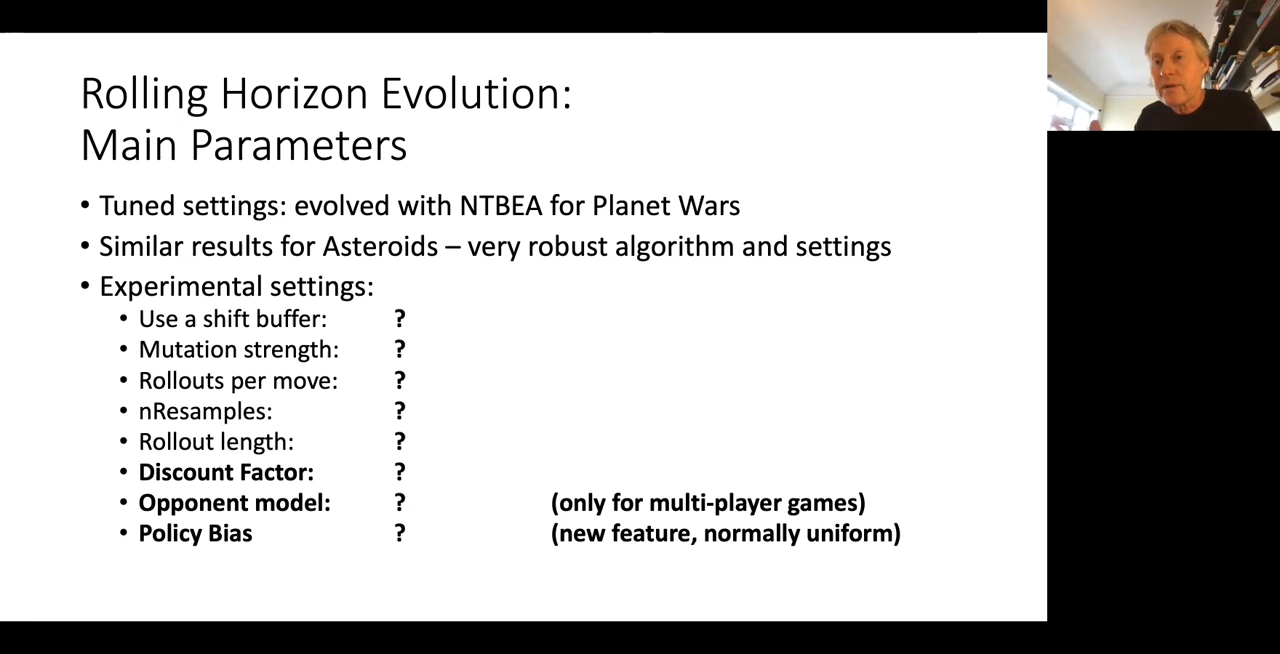 Rolling Horizon Evolution:
Main Parameters
• Tuned settings: evolved with NTBEA for Planet Wars
• Similar results for Asteroids – very robust algorithm and settings
• Experimental settings:
• Use a shift buffer: ?
• Mutation strength: ?
• Rollouts per move: ?
• nResamples: ?
• Rollout length: ?
• Discount Factor: ?
• Opponent model: ? (only for multi-player games)
• Policy Bias ? (new feature, normally uniform)